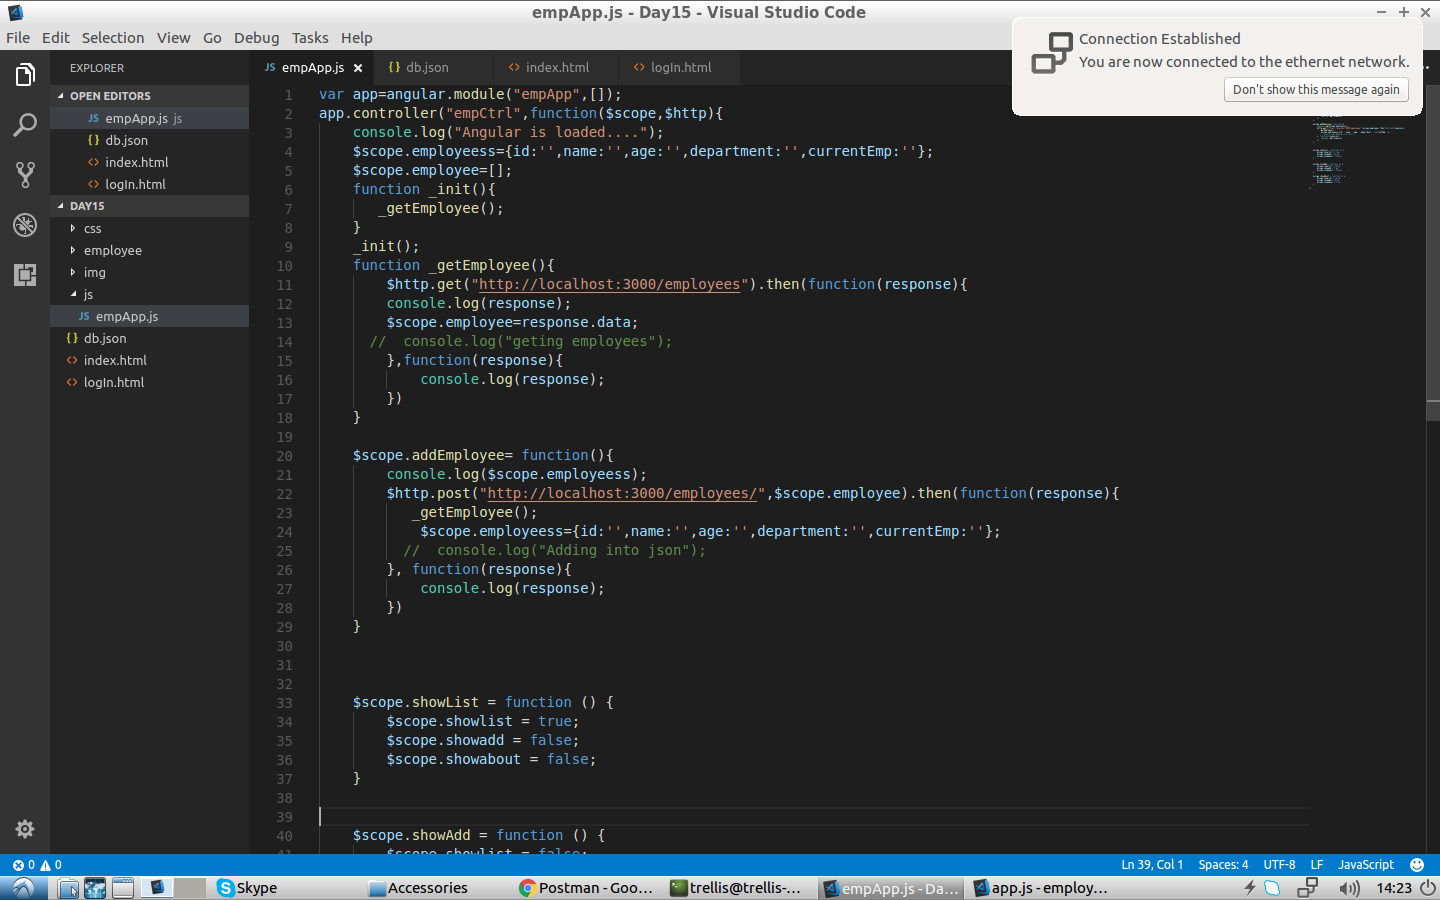 empApp.js - Day15 - Visual Studio Code
File Edit Selection View Go Debug Tasks Help
Connection Established
You are now connected to the ethernet network.
Don't show this message again
EXPLORER
OPEN EDITORS
JS empApp.js js
{ } db.json
<> index.html
<> logIn.html
DAY15
css
employee
img
js
JS empApp.js
{ } db.json
<> index.html
<> logIn.html
JS empApp.js × { } db.json <> index.html <> logIn.html
1 var app=angular.module("empApp",[]);
2 app.controller("empCtrl",function($scope,$http){
3 console.log("Angular is loaded....");
4 $scope.employeess={id:'',name:'',age:'',department:'',currentEmp:''};
5 $scope.employee=[];
6 function _init(){
7 _getEmployee();
8 }
9 _init();
10 function _getEmployee(){
11 $http.get("http://localhost:3000/employees").then(function(response){
12 console.log(response);
13 $scope.employee=response.data;
14 // console.log("geting employees");
15 },function(response){
16 console.log(response);
17 })
18 }
19
20 $scope.addEmployee= function(){
21 console.log($scope.employeess);
22 $http.post("http://localhost:3000/employees/",$scope.employee).then(function(response){
23 _getEmployee();
24 $scope.employeess={id:'',name:'',age:'',department:'',currentEmp:''};
25 // console.log("Adding into json");
26 }, function(response){
27 console.log(response);
28 })
29 }
30
31
32
33 $scope.showList = function () {
34 $scope.showlist = true;
35 $scope.showadd = false;
36 $scope.showabout = false;
37 }
38
39
40 $scope.showAdd = function () {
41 $scope.showlist = false;
0 0 Ln 39, Col 1 Spaces: 4 UTF-8 LF JavaScript
Skype Accessories Postman - Goo... trellis@trellis-... empApp.js - Da... app.js - employ... 14:23